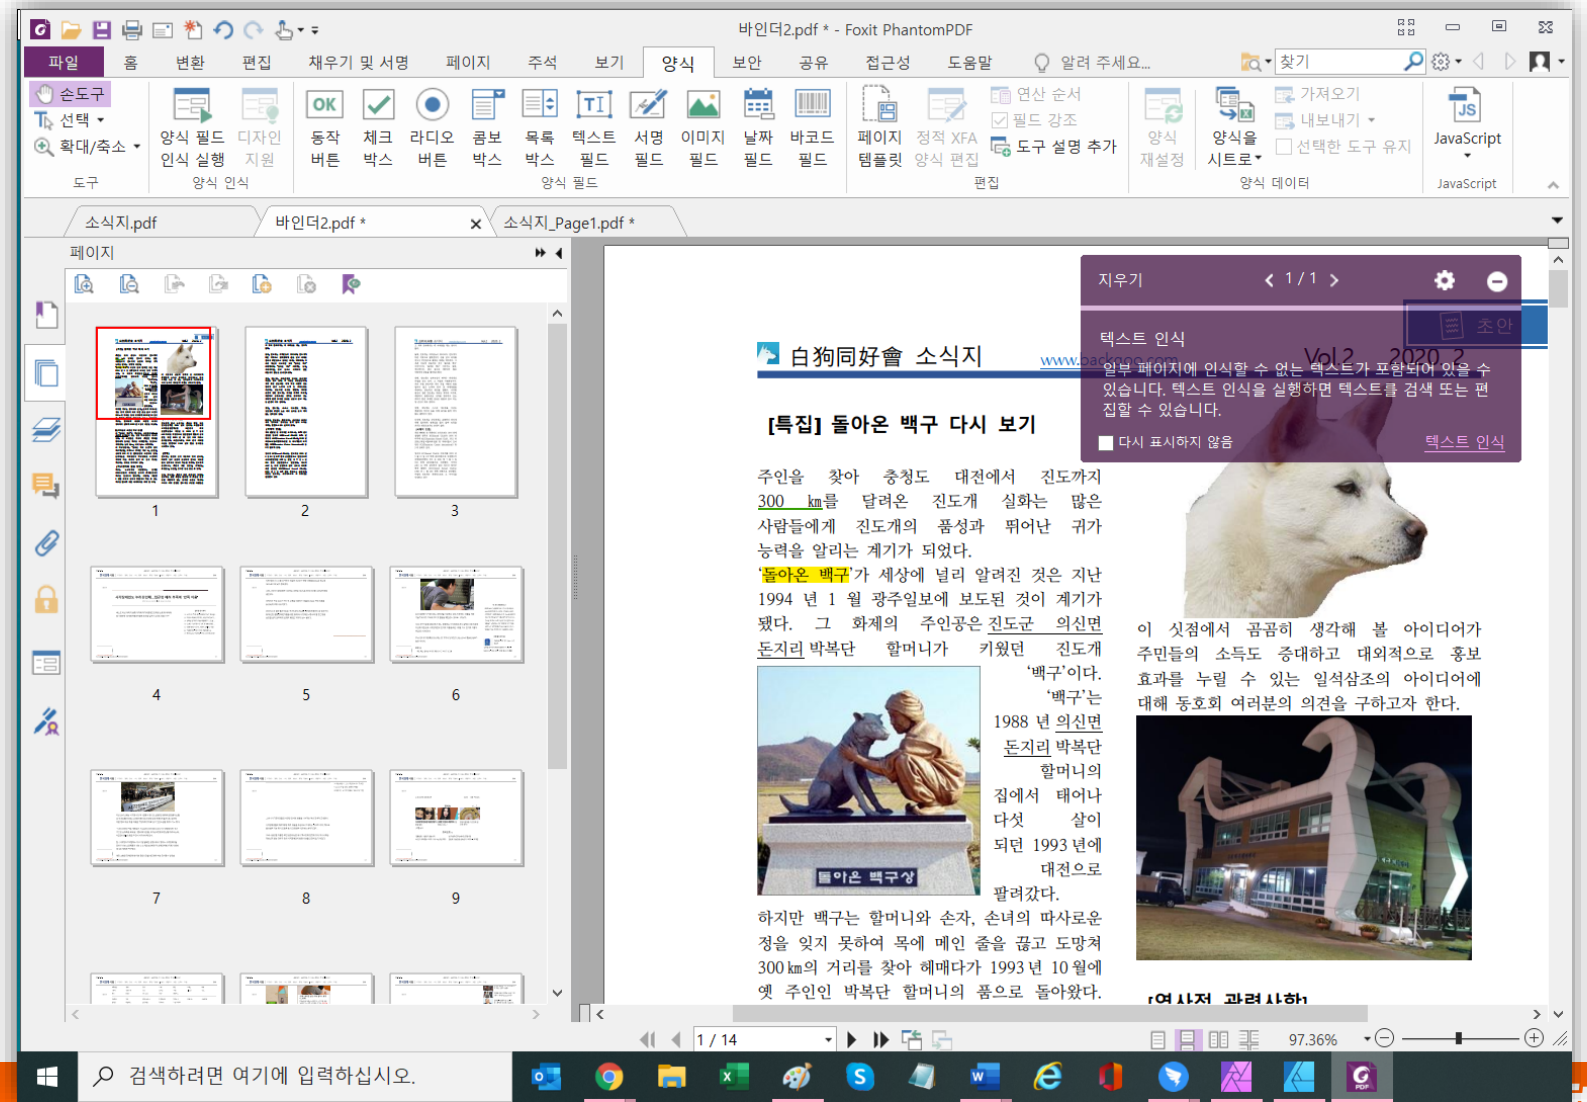 바인더2.pdf * - Foxit PhantomPDF
파일 홈 변환 편집 채우기 및 서명 페이지 주석 보기 양식 보안 공유 접근성 도움말 알려 주세요... 찾기
손도구
선택
확대/축소
도구
양식 필드 인식 실행
디자인 지원
양식 인식
OK
동작 버튼
체크 박스
라디오 버튼
콤보 박스
목록 박스
텍스트 필드
서명 필드
이미지 필드
날짜 필드
바코드 필드
양식 필드
페이지 템플릿
정적 XFA 양식 편집
연산 순서
필드 강조
도구 설명 추가
편집
양식 재설정
양식을 시트로
가져오기
내보내기
선택한 도구 유지
양식 데이터
JS
JavaScript
JavaScript
소식지.pdf
바인더2.pdf *
소식지_Page1.pdf *
페이지
1 2 3
4 5 6
7 8 9
지우기 1 / 1
텍스트 인식
일부 페이지에 인식할 수 없는 텍스트가 포함되어 있을 수
있습니다. 텍스트 인식을 실행하면 텍스트를 검색 또는 편
집할 수 있습니다.
다시 표시하지 않음 텍스트 인식
초안
白狗同好會 소식지 www.backgoo.com Vol.2 2020. 2
[특집] 돌아온 백구 다시 보기
주인을 찾아 충청도 대전에서 진도까지
300 ㎞를 달려온 진도개 실화는 많은
사람들에게 진도개의 품성과 뛰어난 귀가
능력을 알리는 계기가 되었다.
‘돌아온 백구’가 세상에 널리 알려진 것은 지난
1994 년 1 월 광주일보에 보도된 것이 계기가
됐다. 그 화제의 주인공은 진도군 의신면
돈지리 박복단 할머니가 키웠던 진도개
‘백구’이다.
‘백구’는
1988 년 의신면
돈지리 박복단
할머니의
집에서 태어나
다섯 살이
되던 1993 년에
대전으로
팔려갔다.
돌아온 백구상
하지만 백구는 할머니와 손자, 손녀의 따사로운
정을 잊지 못하여 목에 메인 줄을 끊고 도망쳐
300 ㎞의 거리를 찾아 헤매다가 1993 년 10 월에
옛 주인인 박복단 할머니의 품으로 돌아왔다.
이 싯점에서 곰곰히 생각해 볼 아이디어가
주민들의 소득도 증대하고 대외적으로 홍보
효과를 누릴 수 있는 일석삼조의 아이디어에
대해 동호회 여러분의 의견을 구하고자 한다.
1 / 14
97.36%
검색하려면 여기에 입력하십시오.